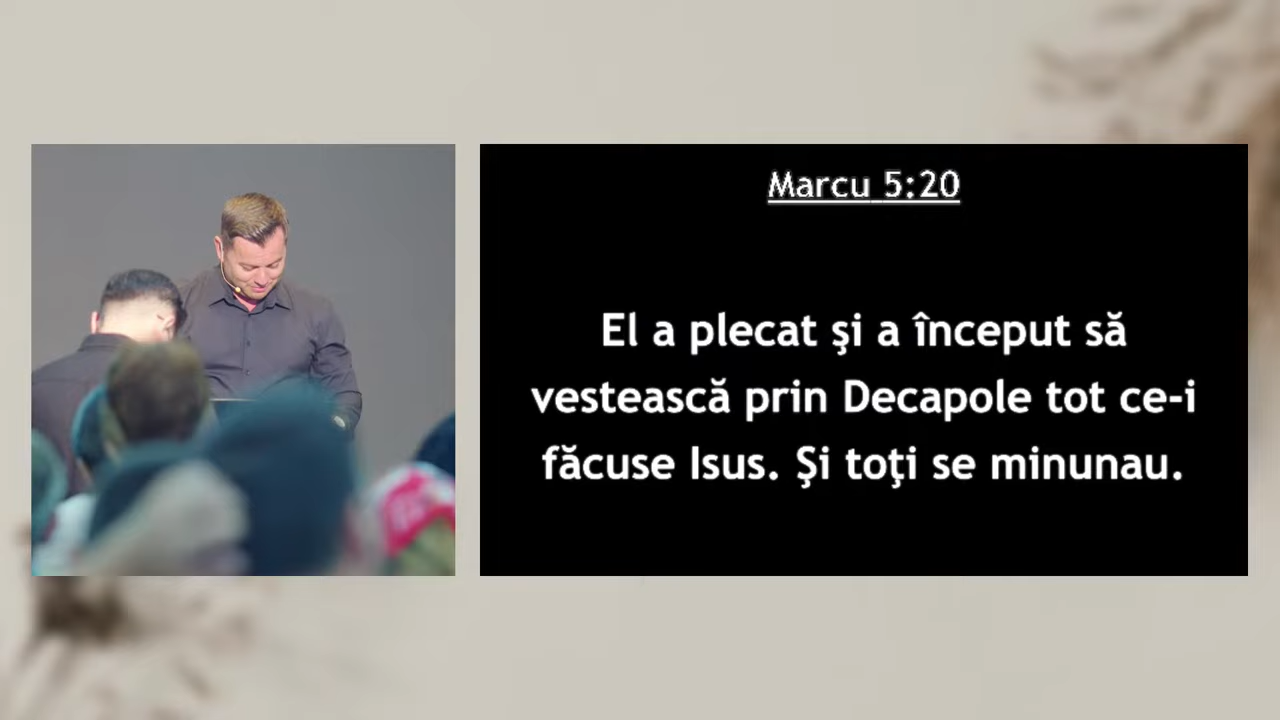 Marcu 5:20
El a plecat şi a început să
vestească prin Decapole tot ce-i
făcuse Isus. Şi toţi se minunau.